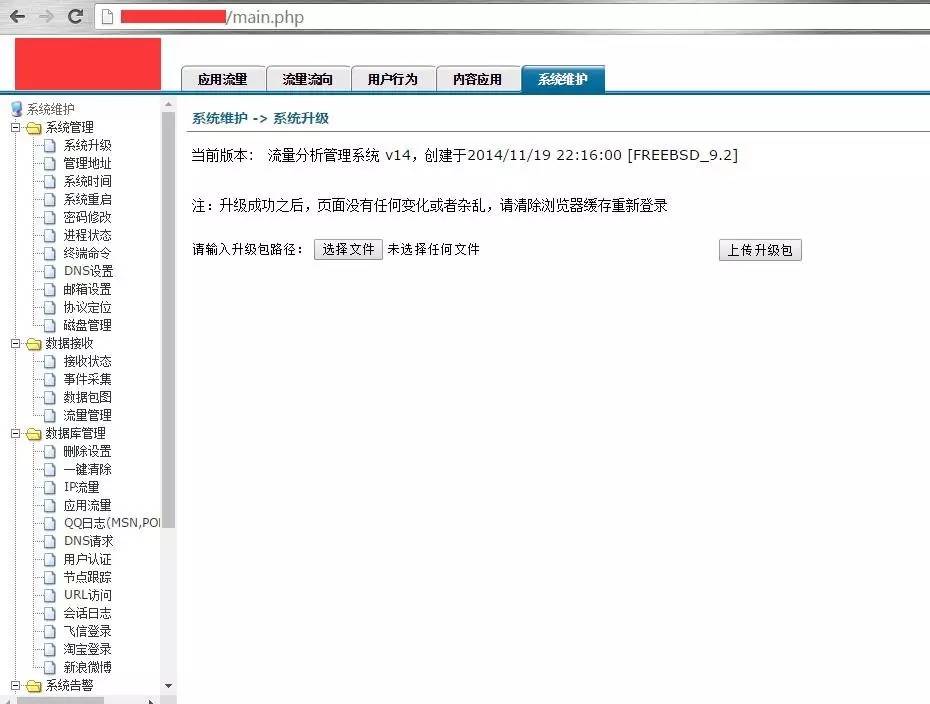 /main.php
应用流量 流量流向 用户行为 内容应用 系统维护
系统维护
系统管理
系统升级
管理地址
系统时间
系统重启
密码修改
进程状态
终端命令
DNS设置
邮箱设置
协议定位
磁盘管理
数据接收
接收状态
事件采集
数据包图
流量管理
数据库管理
删除设置
一键清除
IP流量
应用流量
QQ日志(MSN,POI
DNS请求
用户认证
节点跟踪
URL访问
会话日志
飞信登录
淘宝登录
新浪微博
系统告警
系统维护 -> 系统升级
当前版本: 流量分析管理系统 v14，创建于2014/11/19 22:16:00 [FREEBSD_9.2]
注：升级成功之后，页面没有任何变化或者杂乱，请清除浏览器缓存重新登录
请输入升级包路径： 选择文件 未选择任何文件 上传升级包